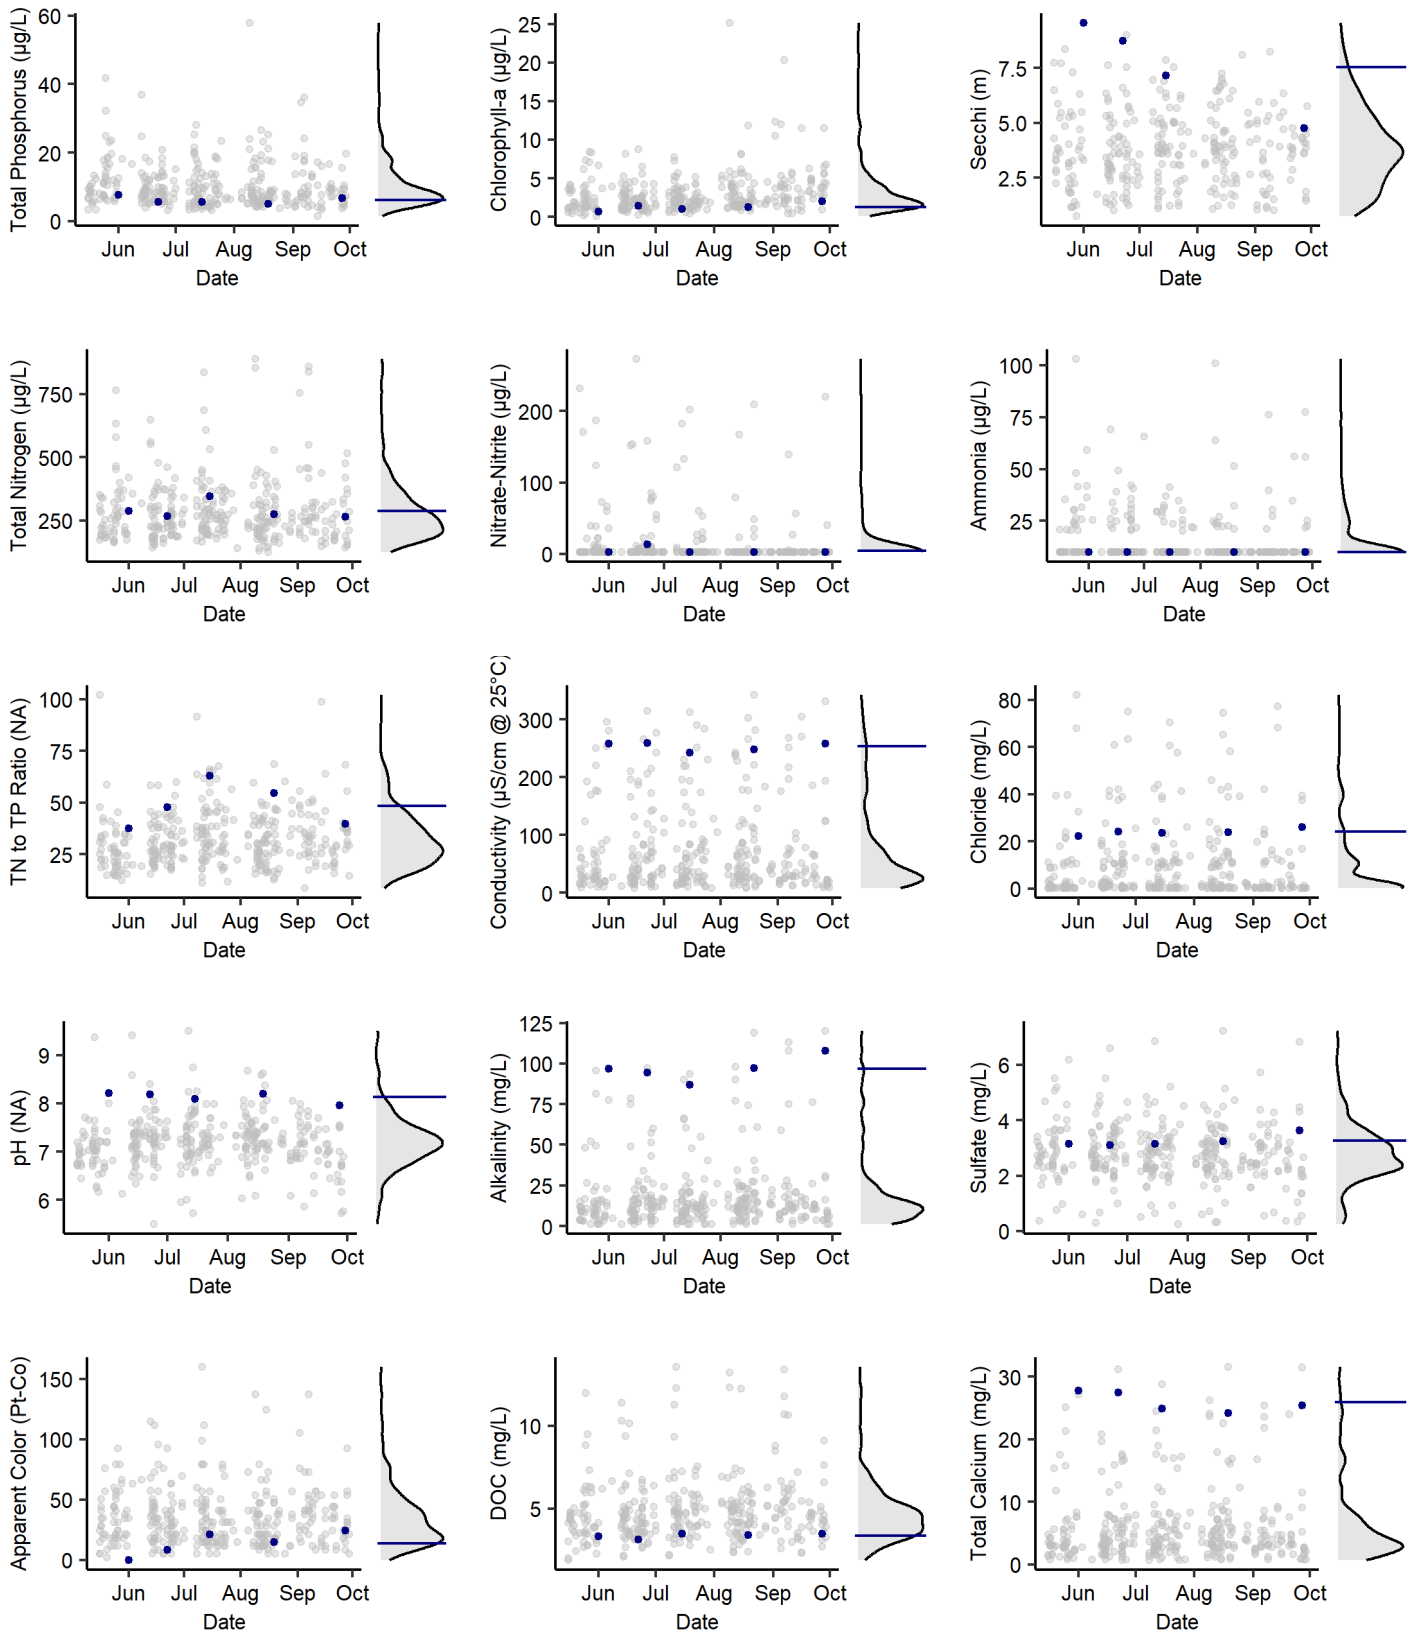 Total Phosphorus (µg/L)
60
40
20
0
Jun Jul Aug Sep Oct
Date
Chlorophyll-a (µg/L)
25
20
15
10
5
0
Jun Jul Aug Sep Oct
Date
Secchi (m)
7.5
5.0
2.5
Jun Jul Aug Sep Oct
Date
Total Nitrogen (µg/L)
750
500
250
Jun Jul Aug Sep Oct
Date
Nitrate-Nitrite (µg/L)
200
100
0
Jun Jul Aug Sep Oct
Date
Ammonia (µg/L)
100
75
50
25
Jun Jul Aug Sep Oct
Date
TN to TP Ratio (NA)
100
75
50
25
Jun Jul Aug Sep Oct
Date
Conductivity (µS/cm @ 25°C)
300
200
100
0
Jun Jul Aug Sep Oct
Date
Chloride (mg/L)
80
60
40
20
0
Jun Jul Aug Sep Oct
Date
pH (NA)
9
8
7
6
Jun Jul Aug Sep Oct
Date
Alkalinity (mg/L)
125
100
75
50
25
0
Jun Jul Aug Sep Oct
Date
Sulfate (mg/L)
6
4
2
0
Jun Jul Aug Sep Oct
Date
Apparent Color (Pt-Co)
150
100
50
0
Jun Jul Aug Sep Oct
Date
DOC (mg/L)
10
5
Jun Jul Aug Sep Oct
Date
Total Calcium (mg/L)
30
20
10
0
Jun Jul Aug Sep Oct
Date